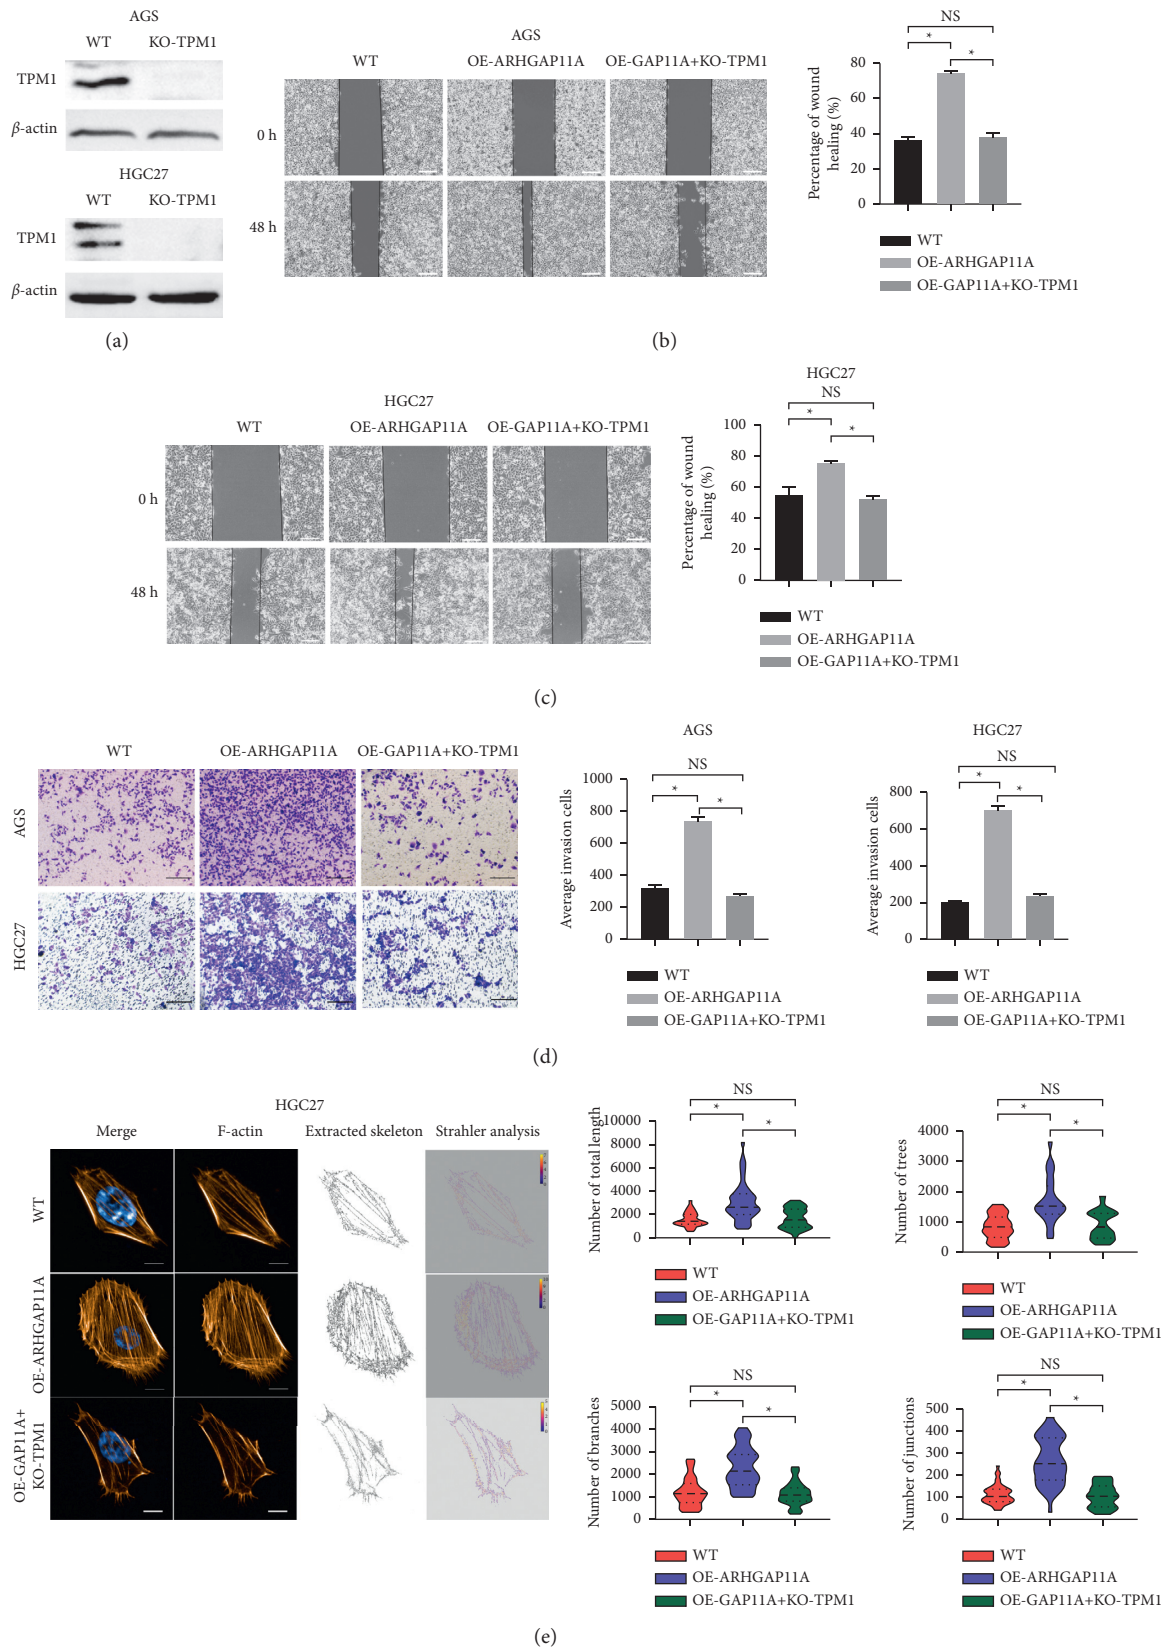 AGS
WT KO-TPM1
TPM1
β-actin
HGC27
WT KO-TPM1
TPM1
β-actin
(a)
AGS
WT OE-ARHGAP11A OE-GAP11A+KO-TPM1
0 h
48 h
NS
*
*
Percentage of wound
healing (%)
80
60
40
20
0
WT
OE-ARHGAP11A
OE-GAP11A+KO-TPM1
(b)
HGC27
WT OE-ARHGAP11A OE-GAP11A+KO-TPM1
0 h
48 h
HGC27
NS
*
*
Percentage of wound
healing (%)
100
80
60
40
20
0
WT
OE-ARHGAP11A
OE-GAP11A+KO-TPM1
(c)
WT OE-ARHGAP11A OE-GAP11A+KO-TPM1
AGS
HGC27
AGS
NS
*
*
Average invasion cells
1000
800
600
400
200
0
WT
OE-ARHGAP11A
OE-GAP11A+KO-TPM1
HGC27
NS
*
*
Average invasion cells
800
600
400
200
0
WT
OE-ARHGAP11A
OE-GAP11A+KO-TPM1
(d)
HGC27
Merge F-actin Extracted skeleton Strahler analysis
WT
OE-ARHGAP11A
OE-GAP11A+
KO-TPM1
NS
*
*
Number of total length
10000
8000
6000
4000
2000
0
WT
OE-ARHGAP11A
OE-GAP11A+KO-TPM1
NS
*
*
Number of trees
4000
3000
2000
1000
0
WT
OE-ARHGAP11A
OE-GAP11A+KO-TPM1
NS
*
*
Number of branches
5000
4000
3000
2000
1000
0
WT
OE-ARHGAP11A
OE-GAP11A+KO-TPM1
NS
*
*
Number of junctions
500
400
300
200
100
0
WT
OE-ARHGAP11A
OE-GAP11A+KO-TPM1
(e)